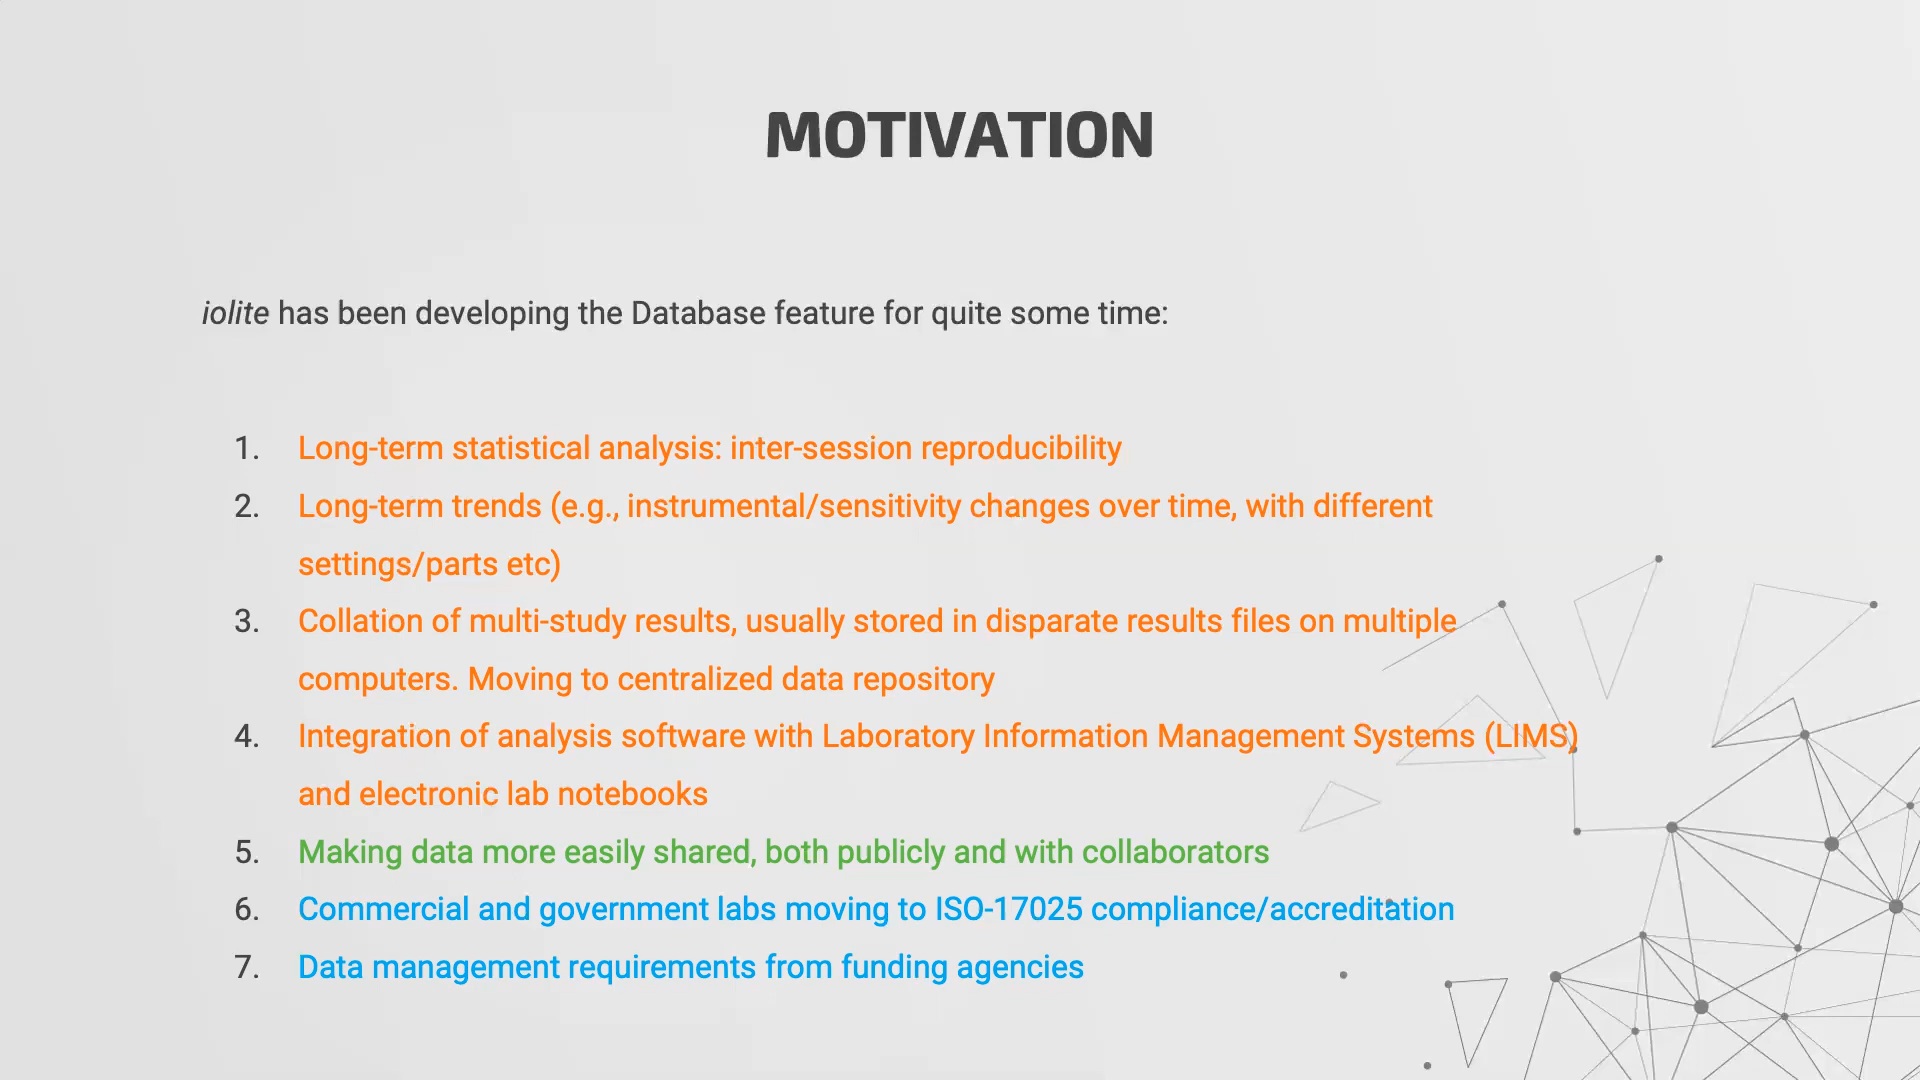 MOTIVATION
iolite has been developing the Database feature for quite some time:
1. Long-term statistical analysis: inter-session reproducibility
2. Long-term trends (e.g., instrumental/sensitivity changes over time, with different
settings/parts etc)
3. Collation of multi-study results, usually stored in disparate results files on multiple
computers. Moving to centralized data repository
4. Integration of analysis software with Laboratory Information Management Systems (LIMS)
and electronic lab notebooks
5. Making data more easily shared, both publicly and with collaborators
6. Commercial and government labs moving to ISO-17025 compliance/accreditation
7. Data management requirements from funding agencies